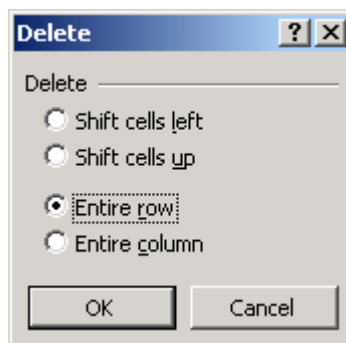 Delete
Delete
Shift cells left
Shift cells up
Entire row
Entire column
OK Cancel